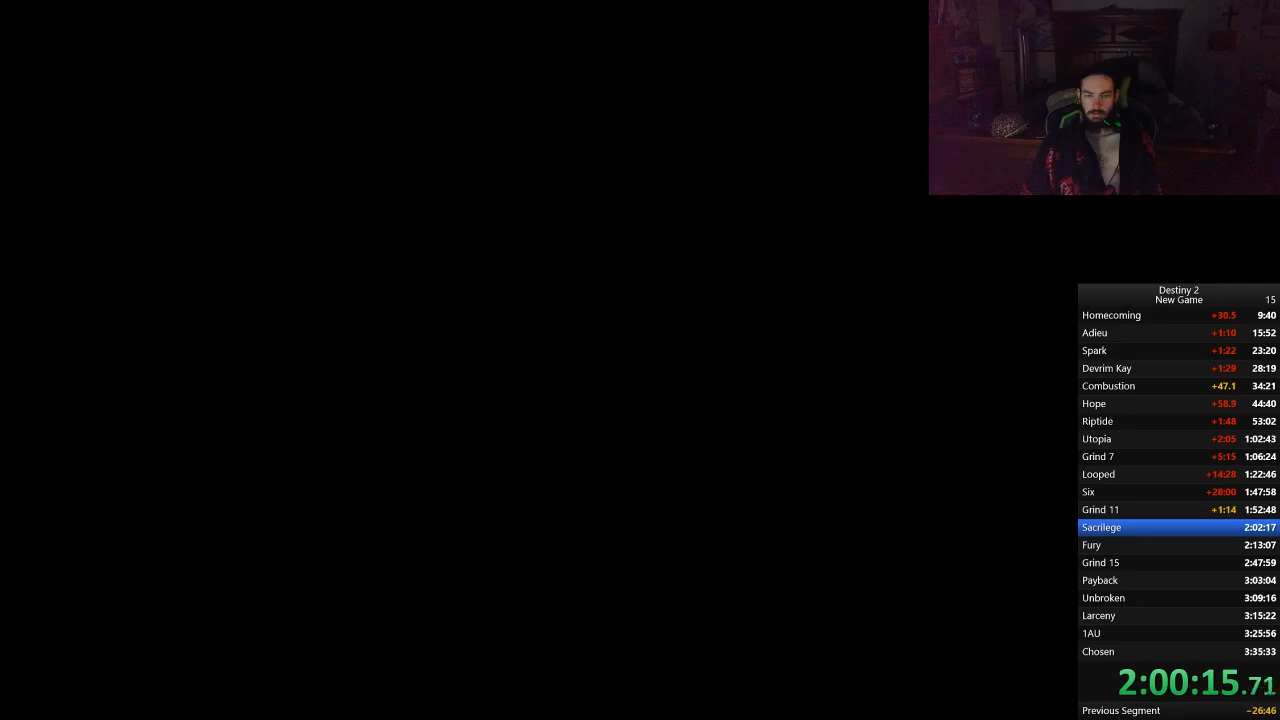 Destiny 2
New Game 15
Homecoming +30.5 9:40
Adieu +1:10 15:52
Spark +1:22 23:20
Devrim Kay +1:29 28:19
Combustion +47.1 34:21
Hope +58.9 44:40
Riptide +1:48 53:02
Utopia +2:05 1:02:43
Grind 7 +5:15 1:06:24
Looped +14:28 1:22:46
Six +28:00 1:47:58
Grind 11 +1:14 1:52:48
Sacrilege 2:02:17
Fury 2:13:07
Grind 15 2:47:59
Payback 3:03:04
Unbroken 3:09:16
Larceny 3:15:22
1AU 3:25:56
Chosen 3:35:33
2:00:15.71
Previous Segment −26:46